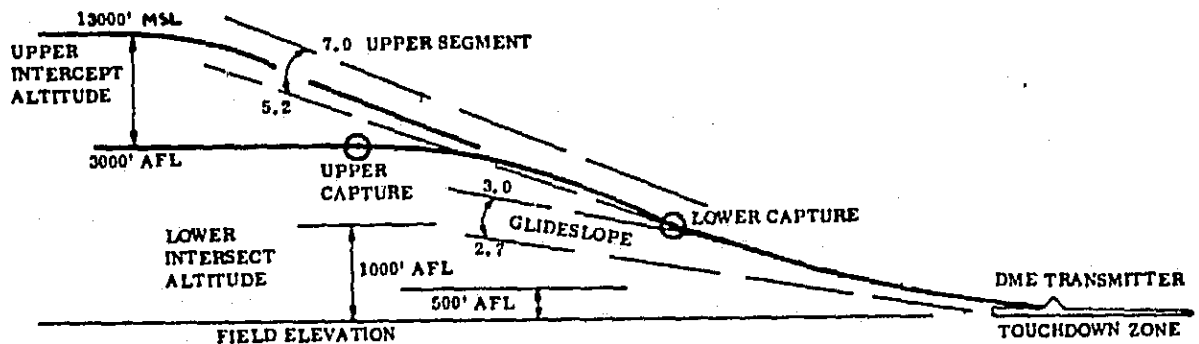 13000' MSL
7.0 UPPER SEGMENT
UPPER
INTERCEPT
ALTITUDE
5.2
3000' AFL
UPPER
CAPTURE
3.0
GLIDESLOPE
2.7
LOWER CAPTURE
LOWER
INTERSECT
ALTITUDE
1000' AFL
500' AFL
DME TRANSMITTER
FIELD ELEVATION
TOUCHDOWN ZONE